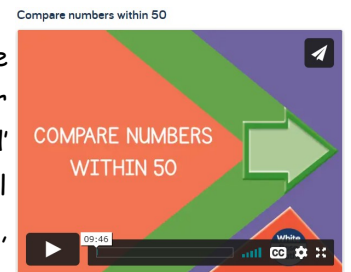 Compare numbers within 50
COMPARE NUMBERS
WITHIN 50
White
09:46
CC